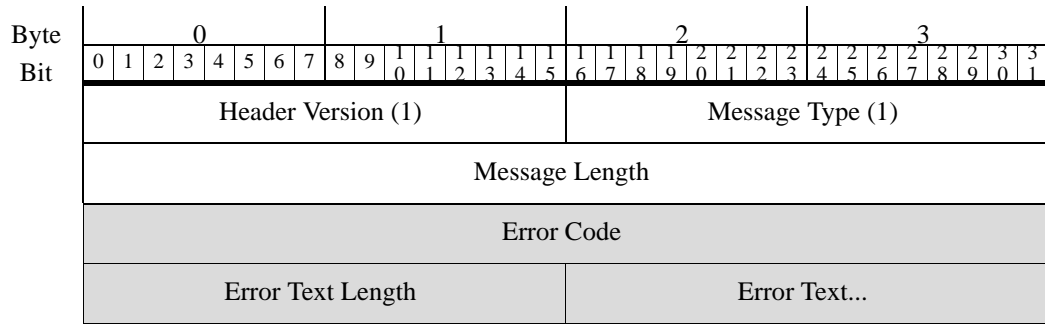 Byte 0 1 2 3
Bit 0 1 2 3 4 5 6 7 8 9 10 11 12 13 14 15 16 17 18 19 20 21 22 23 24 25 26 27 28 29 30 31
Header Version (1) Message Type (1)
Message Length
Error Code
Error Text Length Error Text...